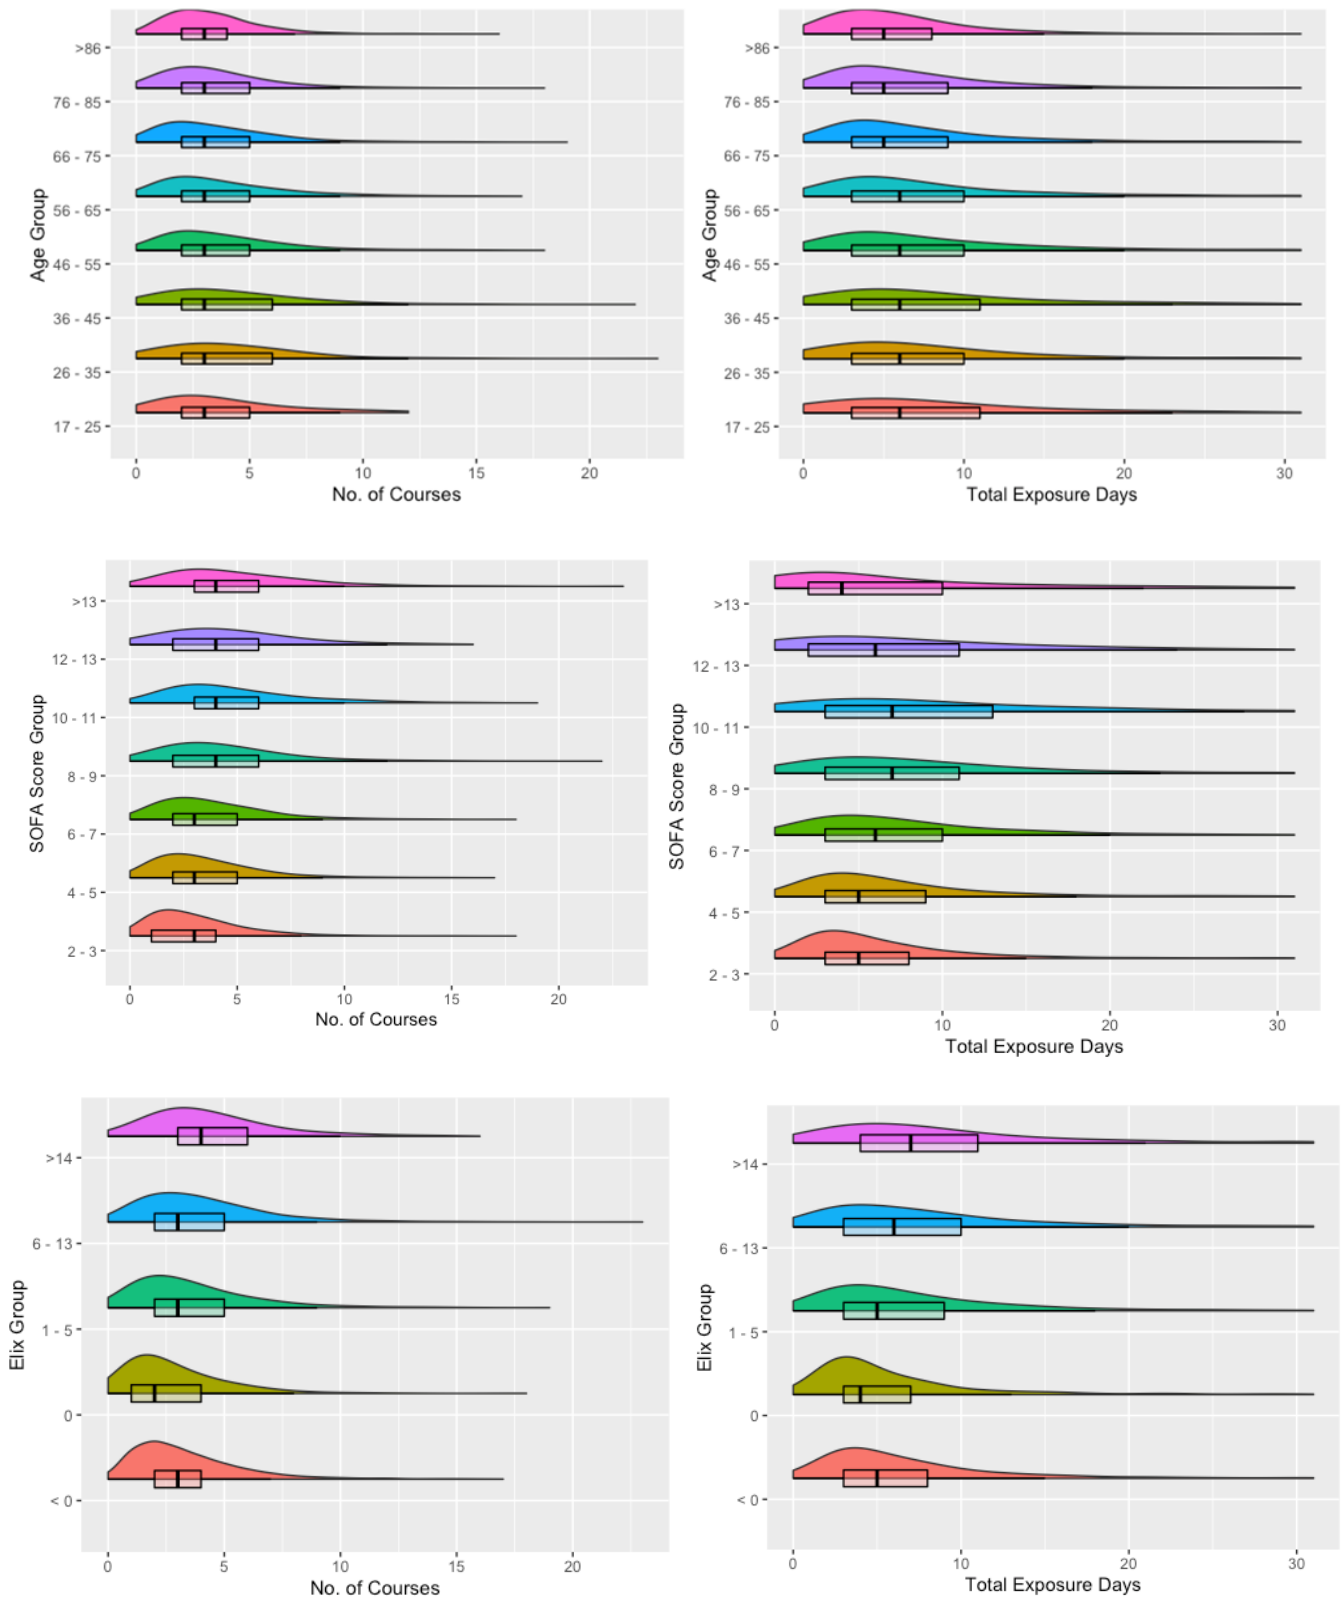 >86
76 - 85
66 - 75
56 - 65
46 - 55
36 - 45
26 - 35
17 - 25
Age Group
0 5 10 15 20
No. of Courses
>86
76 - 85
66 - 75
56 - 65
46 - 55
36 - 45
26 - 35
17 - 25
Age Group
0 10 20 30
Total Exposure Days
>13
12 - 13
10 - 11
8 - 9
6 - 7
4 - 5
2 - 3
SOFA Score Group
0 5 10 15 20
No. of Courses
>13
12 - 13
10 - 11
8 - 9
6 - 7
4 - 5
2 - 3
SOFA Score Group
0 10 20 30
Total Exposure Days
>14
6 - 13
1 - 5
0
< 0
Elix Group
0 5 10 15 20
No. of Courses
>14
6 - 13
1 - 5
0
< 0
Elix Group
0 10 20 30
Total Exposure Days